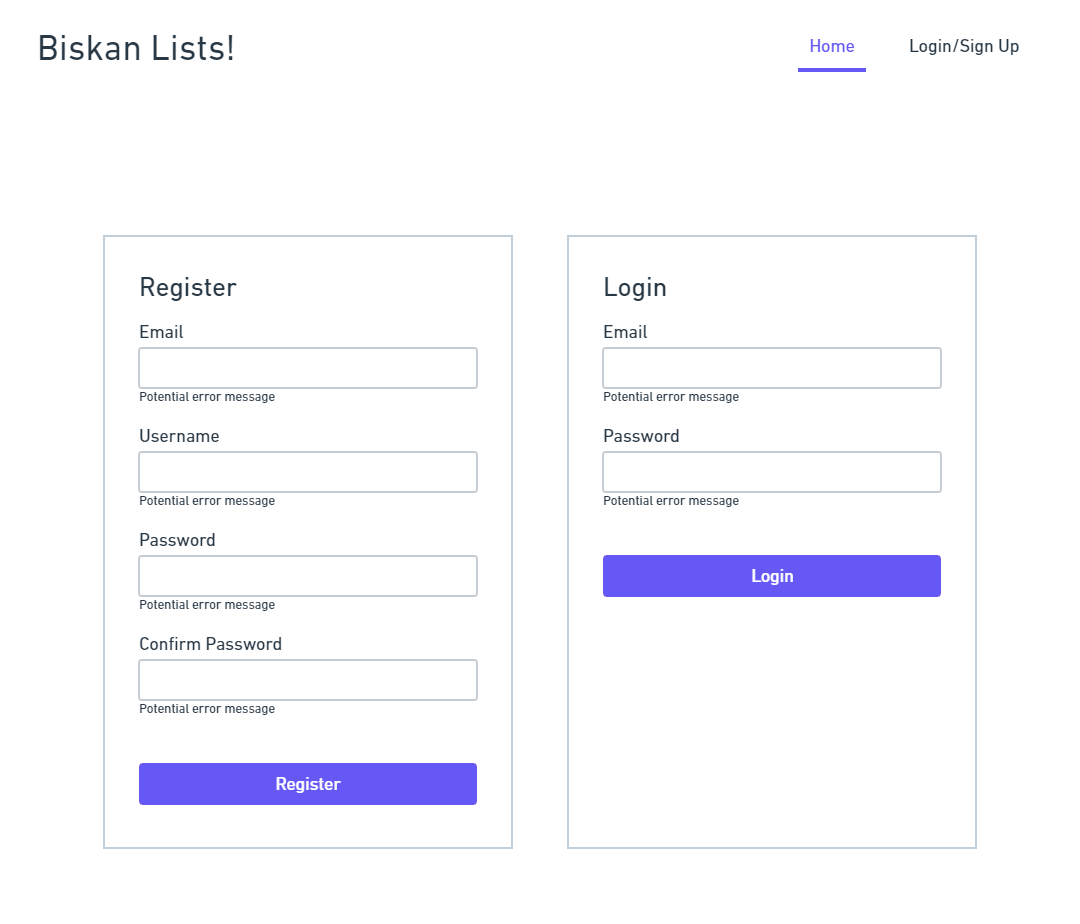 Biskan Lists!
Home
Login/Sign Up
Register
Email
Potential error message
Username
Potential error message
Password
Potential error message
Confirm Password
Potential error message
Register
Login
Email
Potential error message
Password
Potential error message
Login